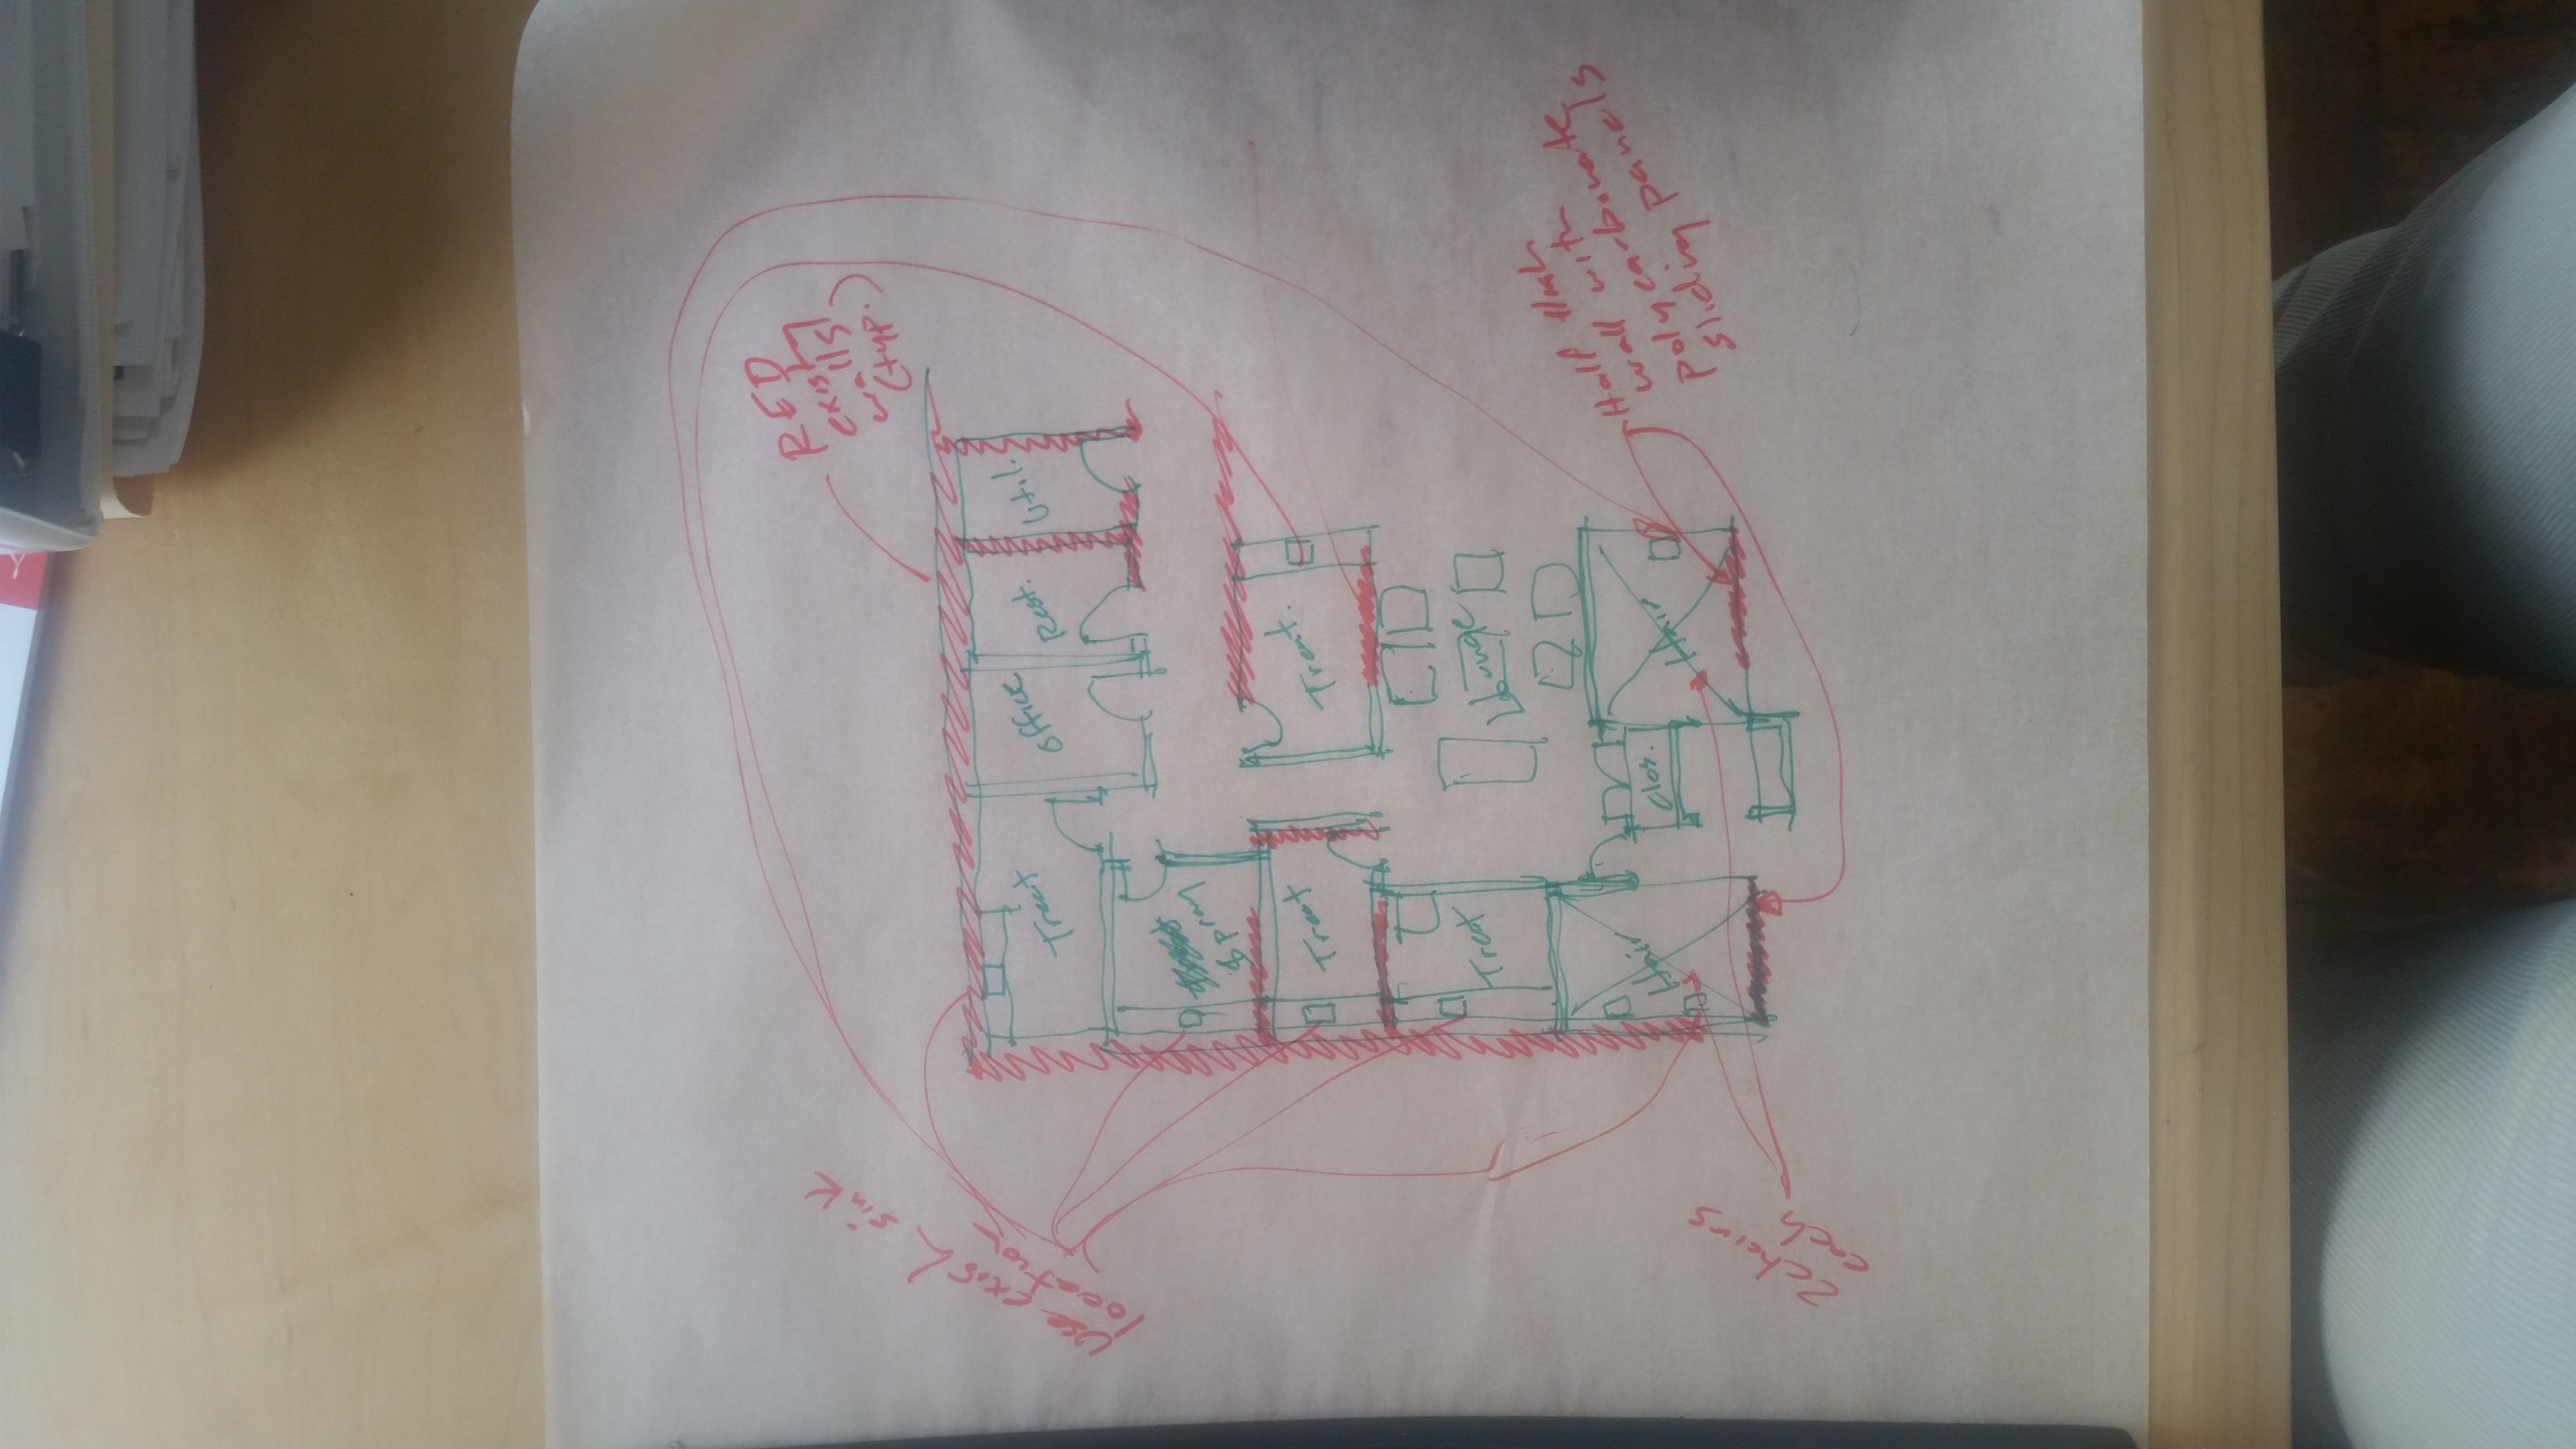 RED
exist
walls
(typ.)
Use exist sink
location
Treat
Office
Rest.
Util.
Spray
Treat
Treat.
Treat
Lounge
Hair
Clos.
Hair
Half
wall with
polycarbonate
sliding panels
2 chairs
each